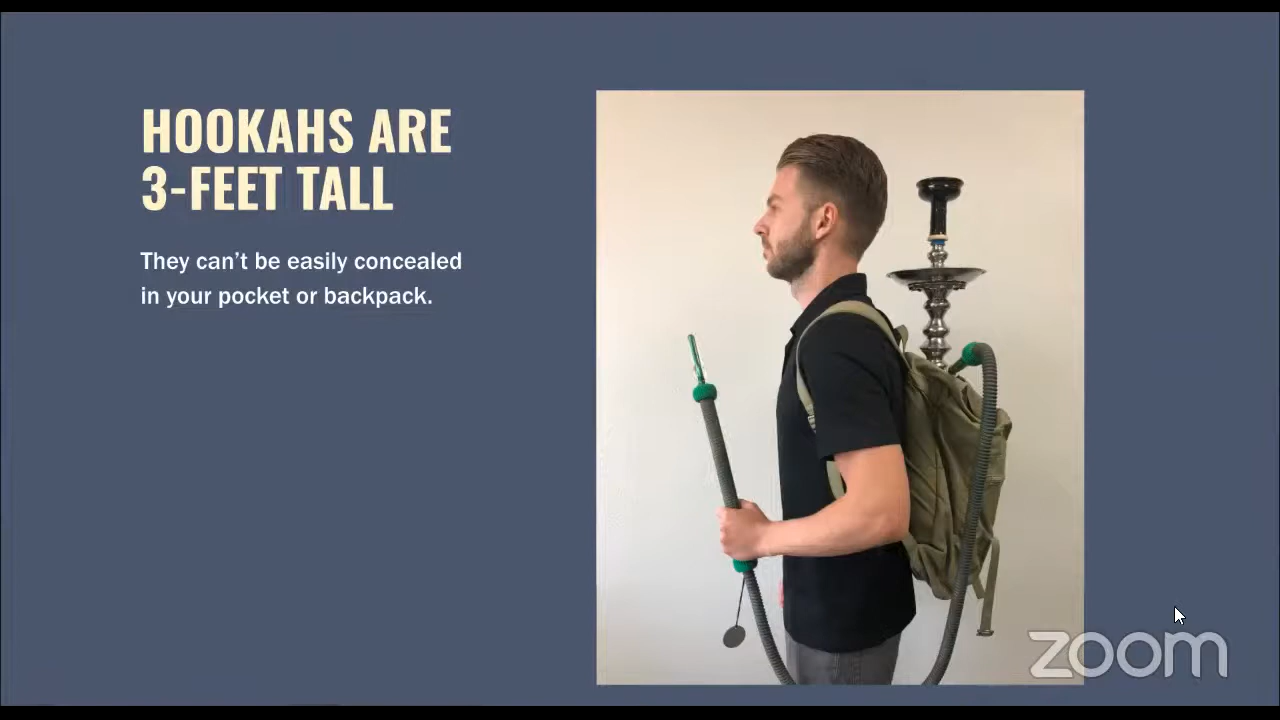 HOOKAHS ARE
3-FEET TALL
They can’t be easily concealed
in your pocket or backpack.
zoom